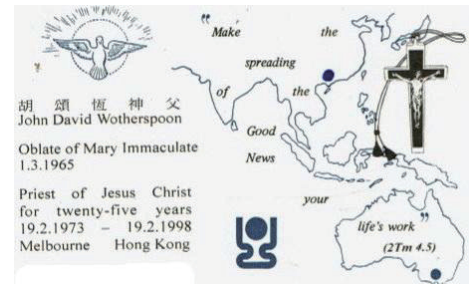 胡 頌 恆 神 父
John David Wotherspoon
Oblate of Mary Immaculate
1.3.1965
Priest of Jesus Christ
for twenty-five years
19.2.1973 – 19.2.1998
Melbourne Hong Kong
"Make the
spreading
of the
Good
News
your
life's work"
(2Tm 4.5)